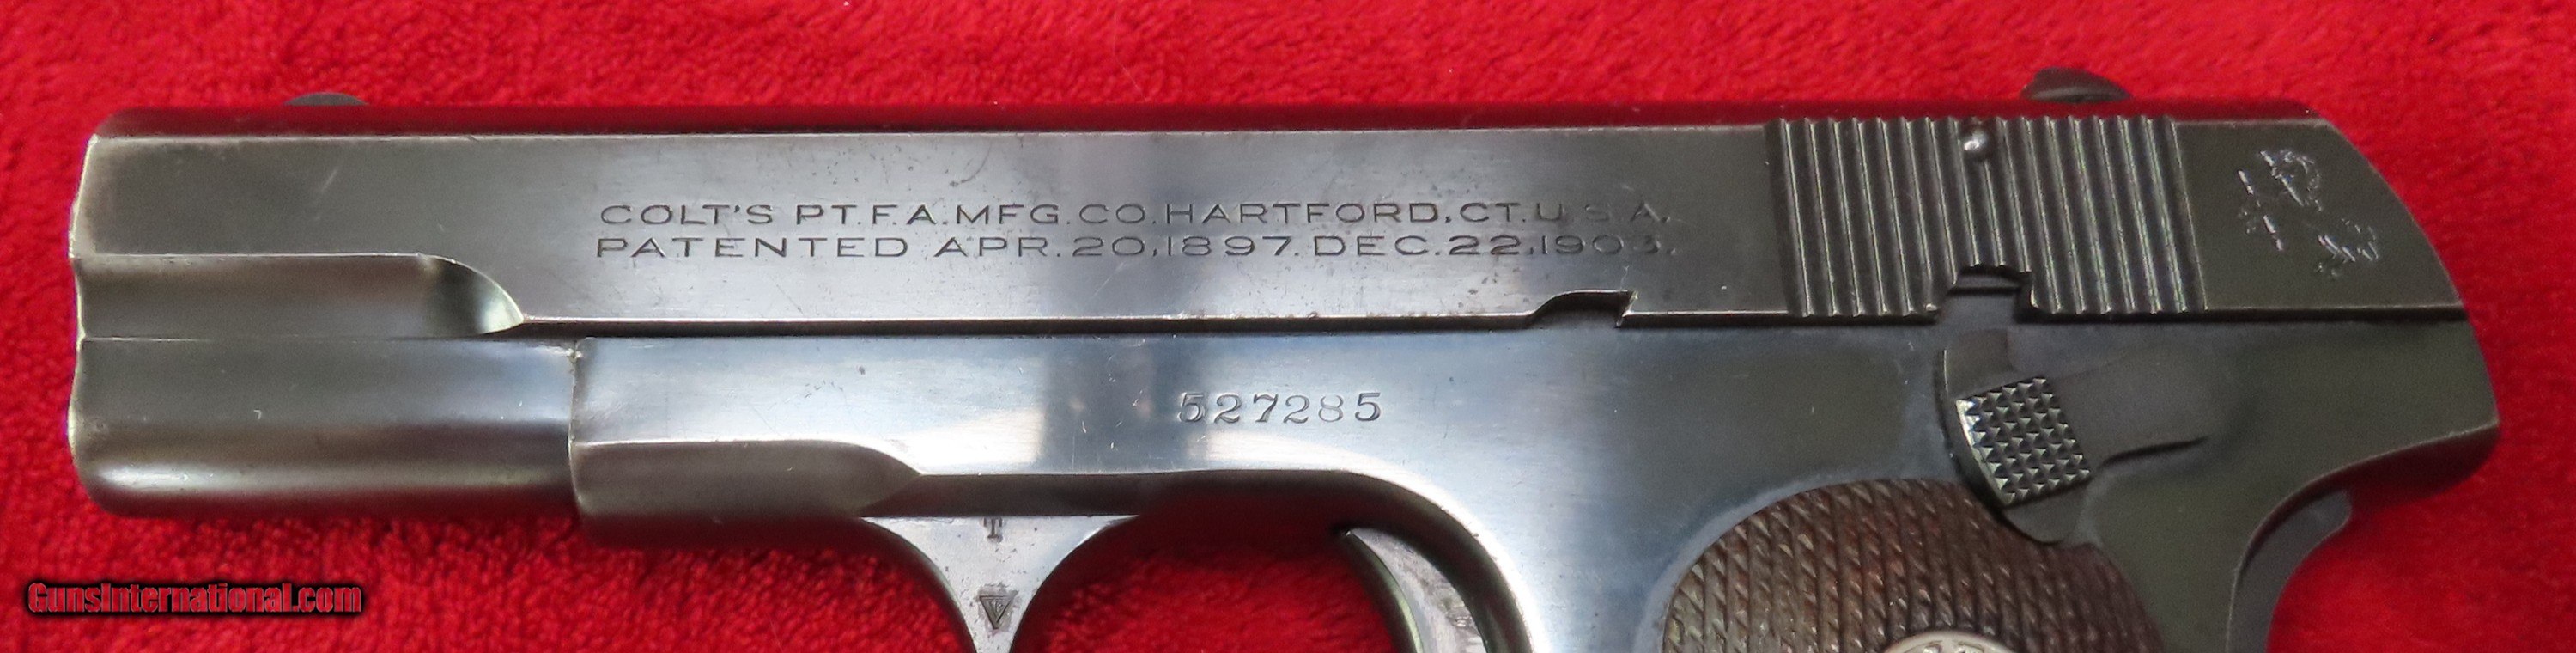 COLT'S PT.F.A.MFG.CO.HARTFORD,CT.U.S.A.
PATENTED APR.20,1897.DEC.22,1903.
527285
T
GunsInternational.com